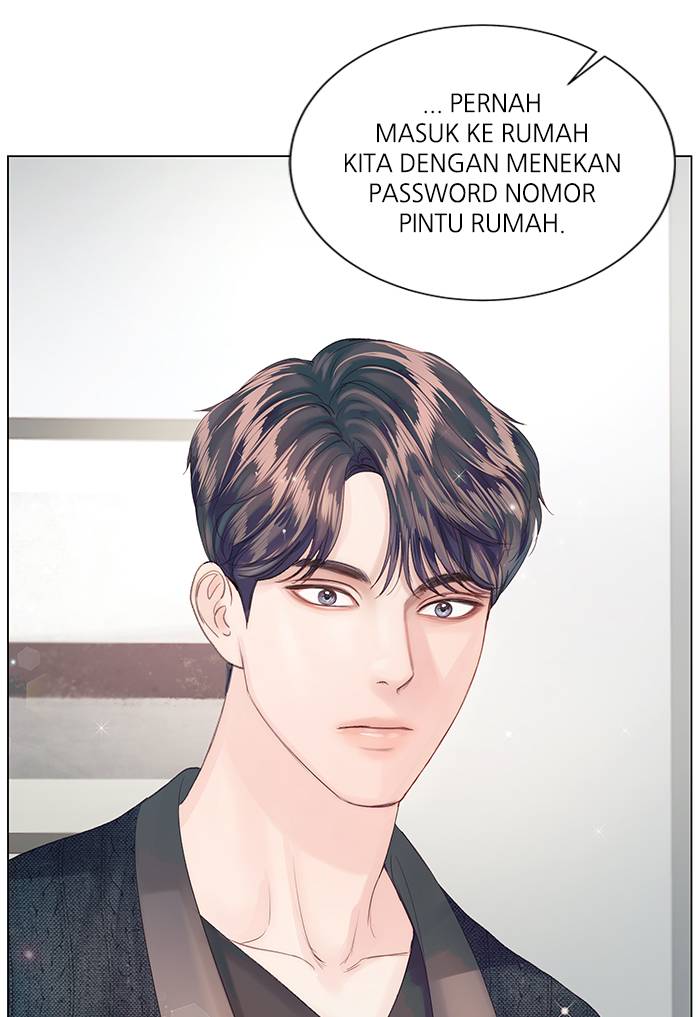 ... PERNAH
MASUK KE RUMAH
KITA DENGAN MENEKAN
PASSWORD NOMOR
PINTU RUMAH.